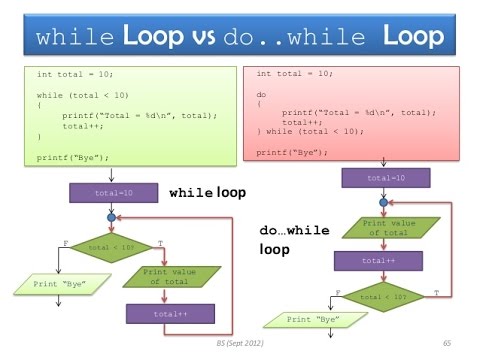 while Loop vs do..while Loop
int total = 10;
while (total < 10)
{
printf(“Total = %d\n”, total);
total++;
}
printf(“Bye”);
int total = 10;
do
{
printf(“Total = %d\n”, total);
total++;
} while (total < 10);
printf(“Bye”);
total=10
while loop
total < 10?
F
T
Print value
of total
Print “Bye”
total++
total=10
do…while
loop
Print value
of total
total++
total < 10?
F
T
Print “Bye”
BS (Sept 2012)
65